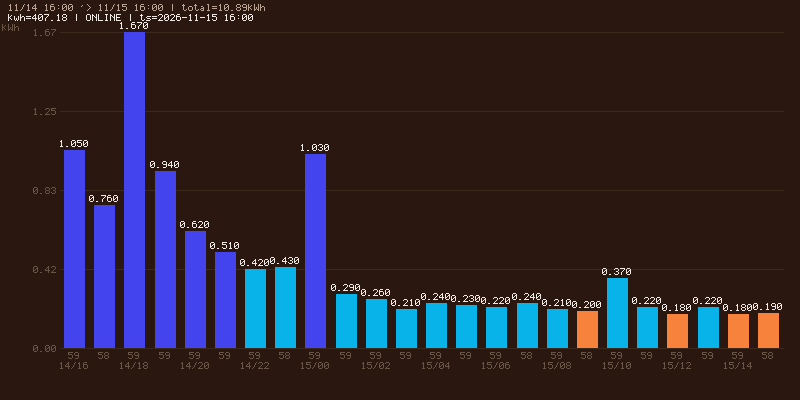 11/14 16:00 -> 11/15 16:00 | total=10.89kWh
Kwh=407.18 | ONLINE | ts=2026-11-15 16:00
kWh
1.67
1.25
0.83
0.42
0.00
1.050 0.760 1.670 0.940 0.620 0.510 0.420 0.430 1.030 0.290 0.260 0.210 0.240 0.230 0.220 0.240 0.210 0.200 0.370 0.220 0.180 0.220 0.180 0.190
59 58 59 59 59 59 59 58 59 59 59 59 59 59 59 58 59 58 59 59 59 59 59 58
14/16 14/18 14/20 14/22 15/00 15/02 15/04 15/06 15/08 15/10 15/12 15/14